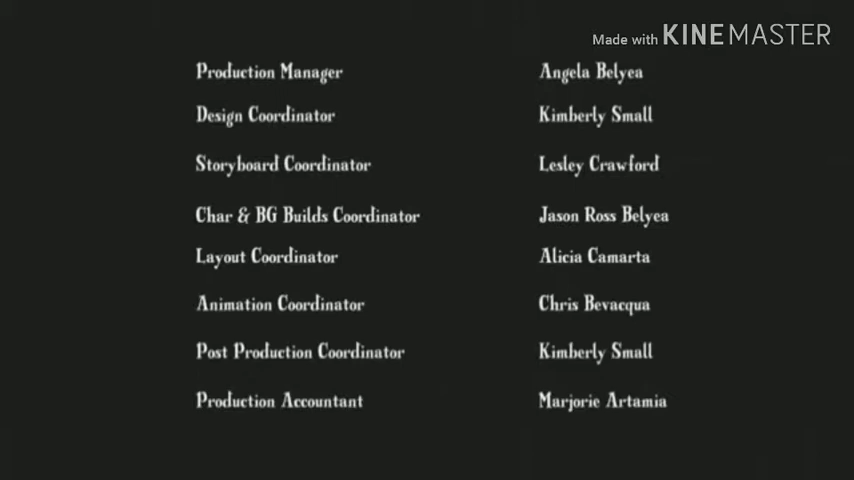 Made with KINEMASTER
Production Manager Angela Belyea
Design Coordinator Kimberly Small
Storyboard Coordinator Lesley Crawford
Char & BG Builds Coordinator Jason Ross Belyea
Layout Coordinator Alicia Camarta
Animation Coordinator Chris Bevacqua
Post Production Coordinator Kimberly Small
Production Accountant Marjorie Artamia